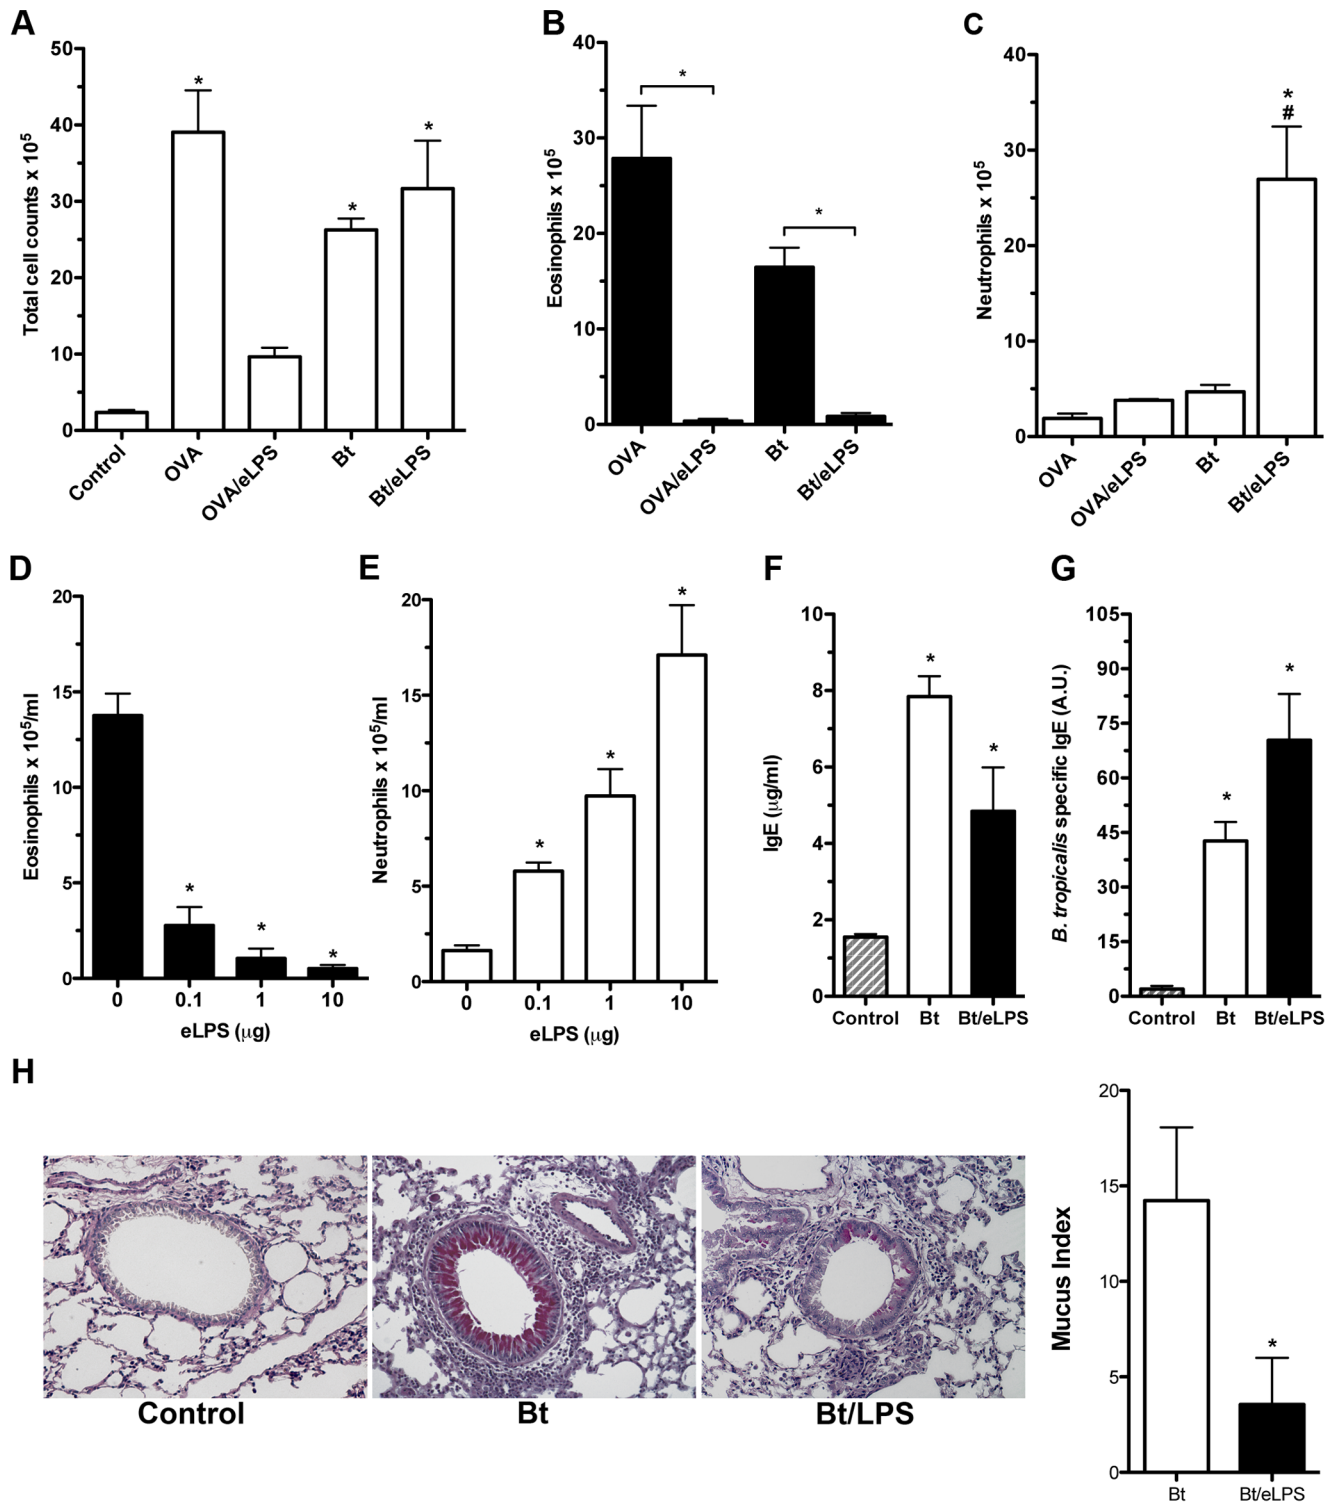 A
Total cell counts x 10⁵
50
40
30
20
10
0
*
*
*
Control
OVA
OVA/eLPS
Bt
Bt/eLPS
B
Eosinophils x 10⁵
40
30
20
10
0
*
*
OVA
OVA/eLPS
Bt
Bt/eLPS
C
Neutrophils x 10⁵
40
30
20
10
0
*
#
OVA
OVA/eLPS
Bt
Bt/eLPS
D
Eosinophils x 10⁵/ml
20
15
10
5
0
*
*
*
0 0.1 1 10
eLPS (μg)
E
Neutrophils x 10⁵/ml
20
15
10
5
0
*
*
*
0 0.1 1 10
eLPS (μg)
F
IgE (μg/ml)
10
8
6
4
2
0
*
*
Control Bt Bt/eLPS
G
B. tropicalis specific IgE (A.U.)
105
90
75
60
45
30
15
0
*
*
Control Bt Bt/eLPS
H
Control
Bt
Bt/LPS
Mucus Index
20
15
10
5
0
*
Bt Bt/eLPS